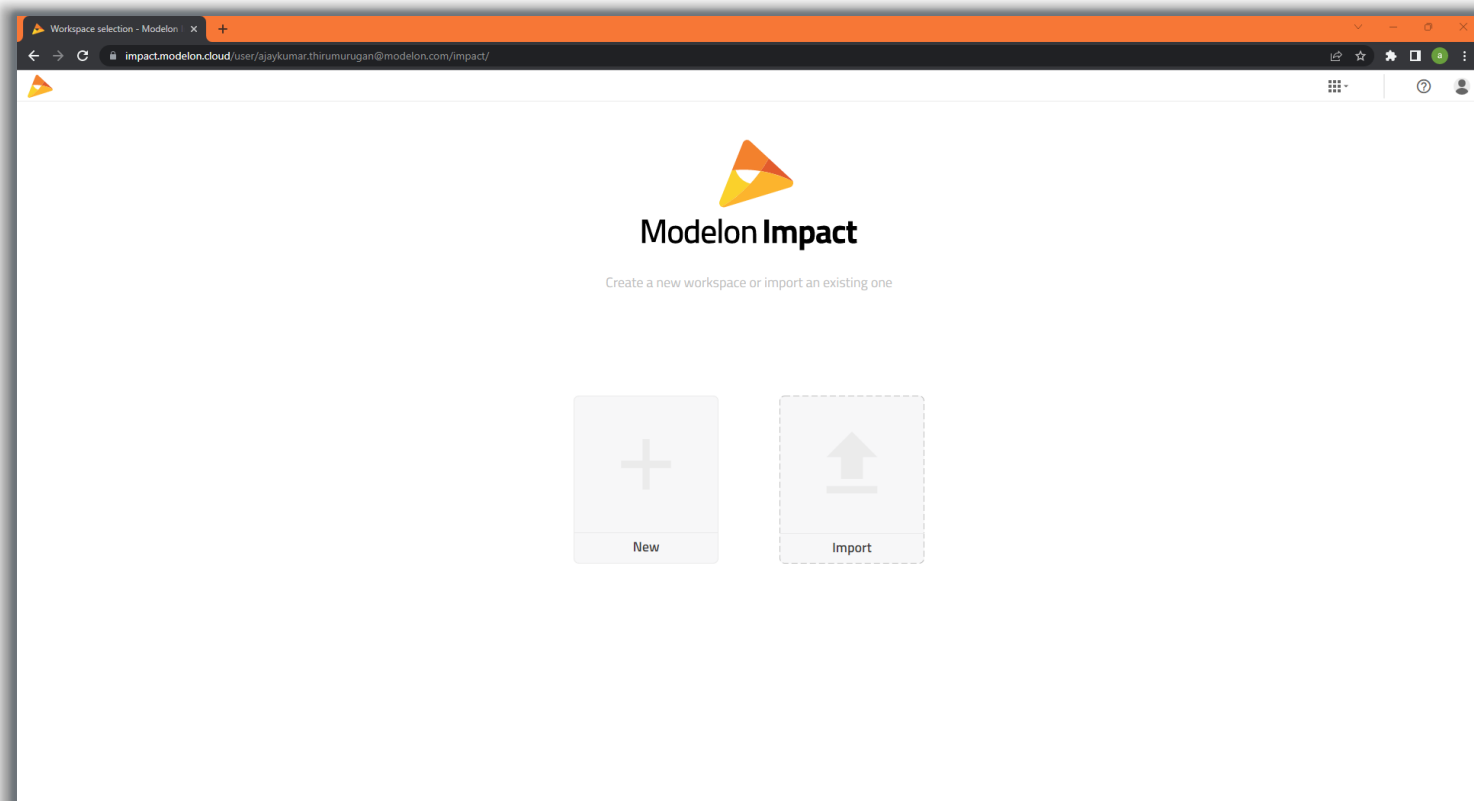 Workspace selection - Modelon
impact.modelon.cloud/user/ajaykumar.thirumurugan@modelon.com/impact/
a
Modelon Impact
Create a new workspace or import an existing one
New
Import